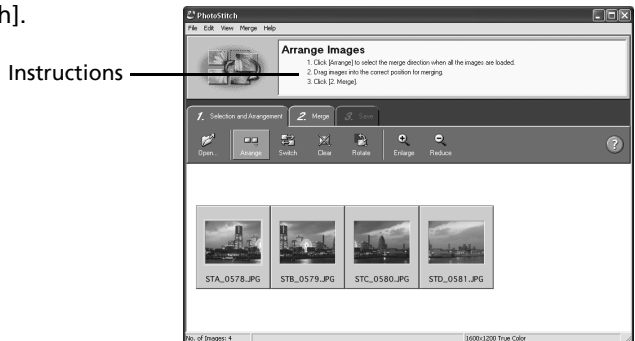 h].
Instructions
PhotoStitch
File Edit View Merge Help
Arrange Images
1. Click [Arrange] to select the merge direction when all the images are loaded.
2. Drag images into the correct position for merging.
3. Click [2. Merge].
1. Selection and Arrangement 2. Merge 3. Save
Open... Arrange Switch Clear Rotate Enlarge Reduce ?
STA_0578.JPG STB_0579.JPG STC_0580.JPG STD_0581.JPG
No. of Images: 4 1600x1200 True Color